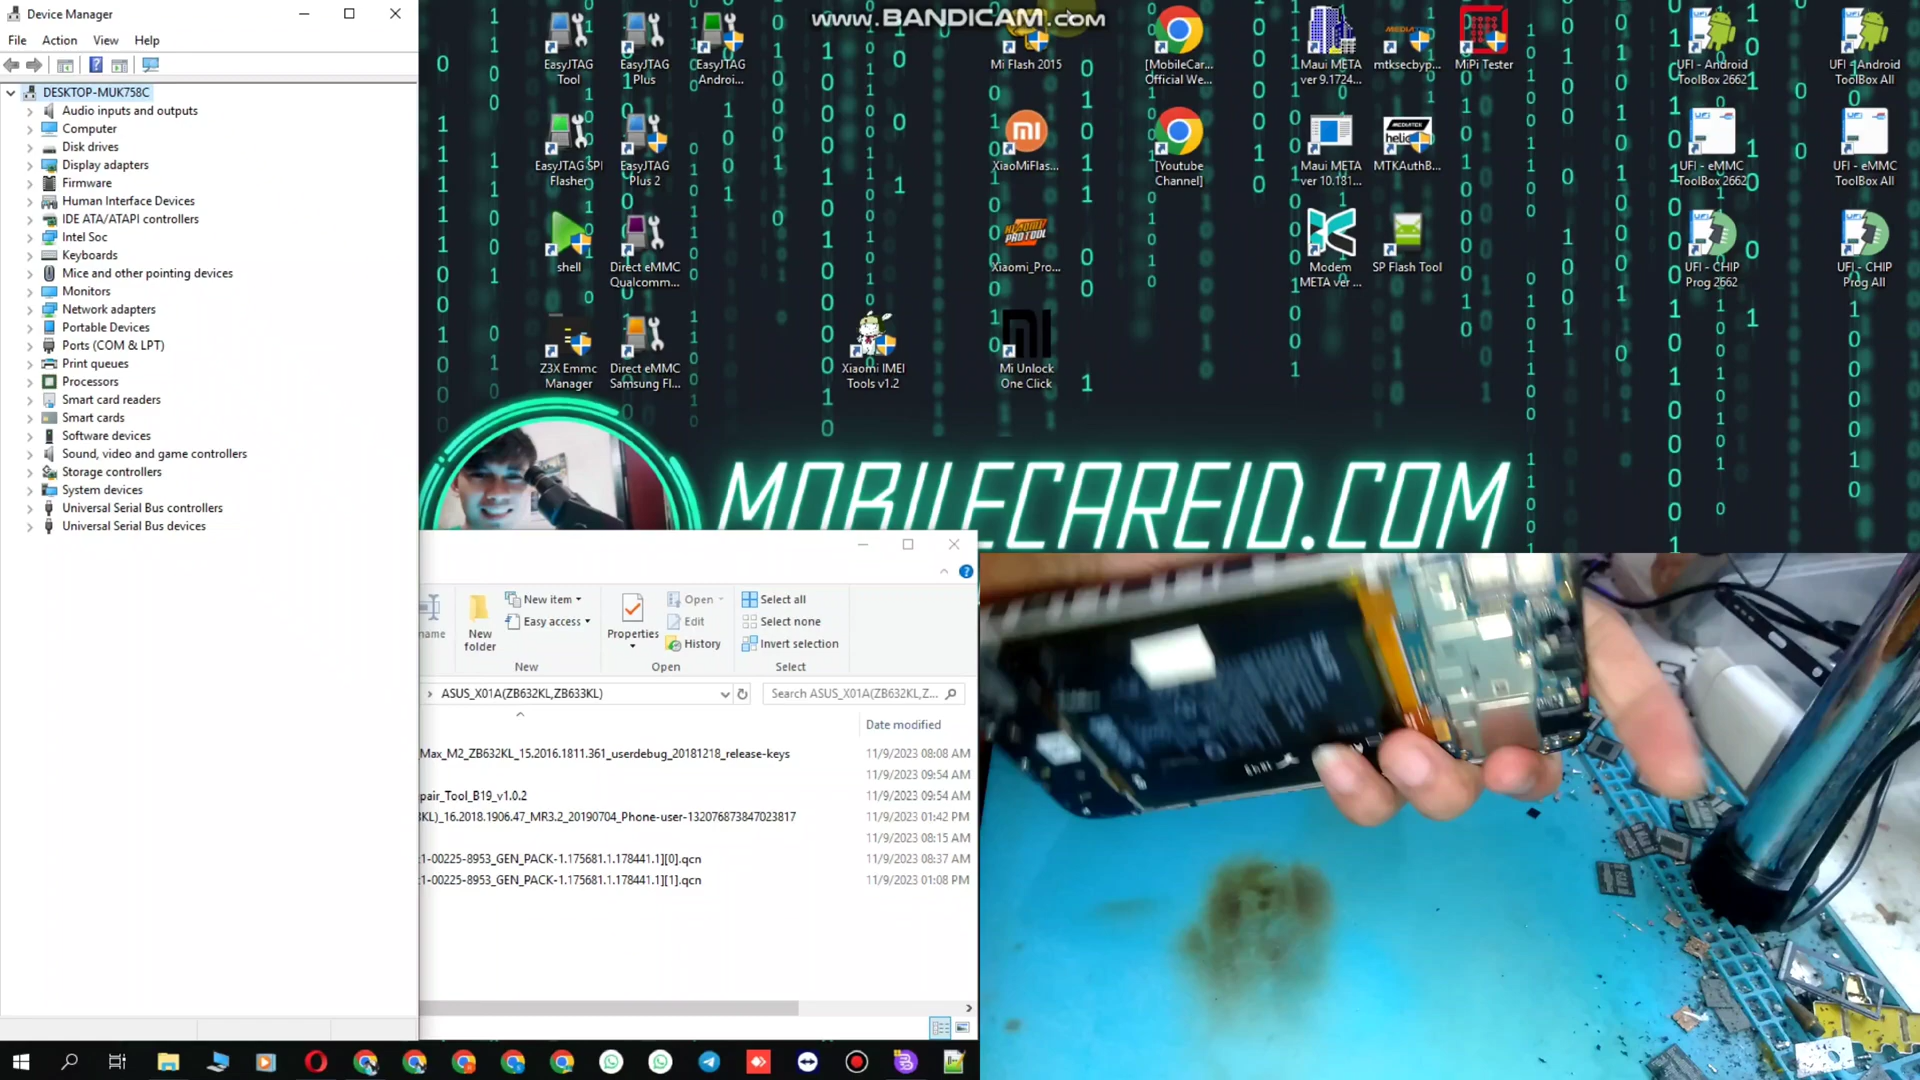 Device Manager
File Action View Help
DESKTOP-MUK758C
Audio inputs and outputs
Computer
Disk drives
Display adapters
Firmware
Human Interface Devices
IDE ATA/ATAPI controllers
Intel Soc
Keyboards
Mice and other pointing devices
Monitors
Network adapters
Portable Devices
Ports (COM & LPT)
Print queues
Processors
Smart card readers
Smart cards
Software devices
Sound, video and game controllers
Storage controllers
System devices
Universal Serial Bus controllers
Universal Serial Bus devices
www.BANDICAM.com
EasyJTAG Tool
EasyJTAG Plus
EasyJTAG Androi...
Mi Flash 2015
[MobileCar... Official We...
Maui META ver 9.1724...
mtksecbyp...
MiPi Tester
UFI - Android ToolBox 2662
UFI - Android ToolBox All
EasyJTAG SPI Flasher
EasyJTAG Plus 2
XiaoMiFlas...
[Youtube Channel]
Maui META ver 10.181...
MTKAuthB...
UFI - eMMC ToolBox 2662
UFI - eMMC ToolBox All
shell
Direct eMMC Qualcomm...
Xiaomi_Pro...
Modem META ver ...
SP Flash Tool
UFI - CHIP Prog 2662
UFI - CHIP Prog All
Z3X Emmc Manager
Direct eMMC Samsung Fl...
Xiaomi IMEI Tools v1.2
Mi Unlock One Click
MOBILECAREID.COM
name
New folder
New item
Easy access
New
Properties
Open
Edit
History
Open
Select all
Select none
Invert selection
Select
ASUS_X01A(ZB632KL,ZB633KL)
Search ASUS_X01A(ZB632KL,Z...
Date modified
Max_M2_ZB632KL_15.2016.1811.361_userdebug_20181218_release-keys 11/9/2023 08:08 AM
11/9/2023 09:54 AM
pair_Tool_B19_v1.0.2 11/9/2023 09:54 AM
KL)_16.2018.1906.47_MR3.2_20190704_Phone-user-132076873847023817 11/9/2023 01:42 PM
11/9/2023 08:15 AM
:1-00225-8953_GEN_PACK-1.175681.1.178441.1][0].qcn 11/9/2023 08:37 AM
:1-00225-8953_GEN_PACK-1.175681.1.178441.1][1].qcn 11/9/2023 01:08 PM